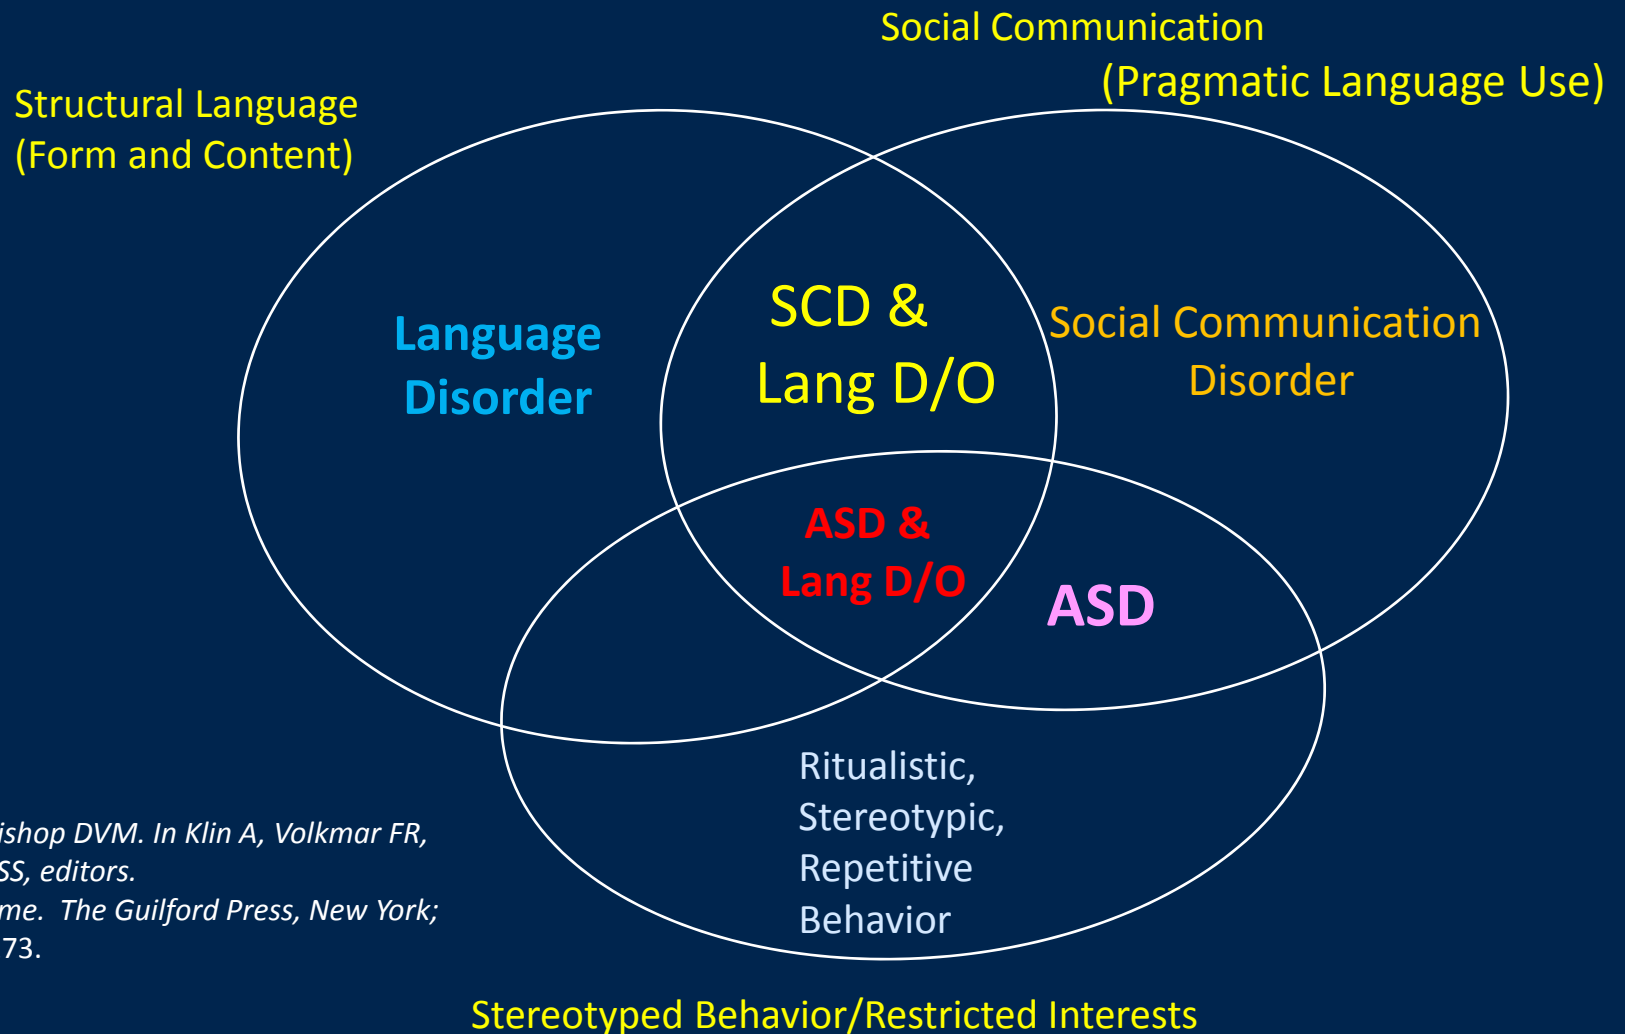 Social Communication
(Pragmatic Language Use)
Structural Language
(Form and Content)
Language
Disorder
SCD &
Lang D/O
Social Communication
Disorder
ASD &
Lang D/O
ASD
Ritualistic,
Stereotypic,
Repetitive
Behavior
ishop DVM. In Klin A, Volkmar FR,
SS, editors.
me. The Guilford Press, New York;
73.
Stereotyped Behavior/Restricted Interests